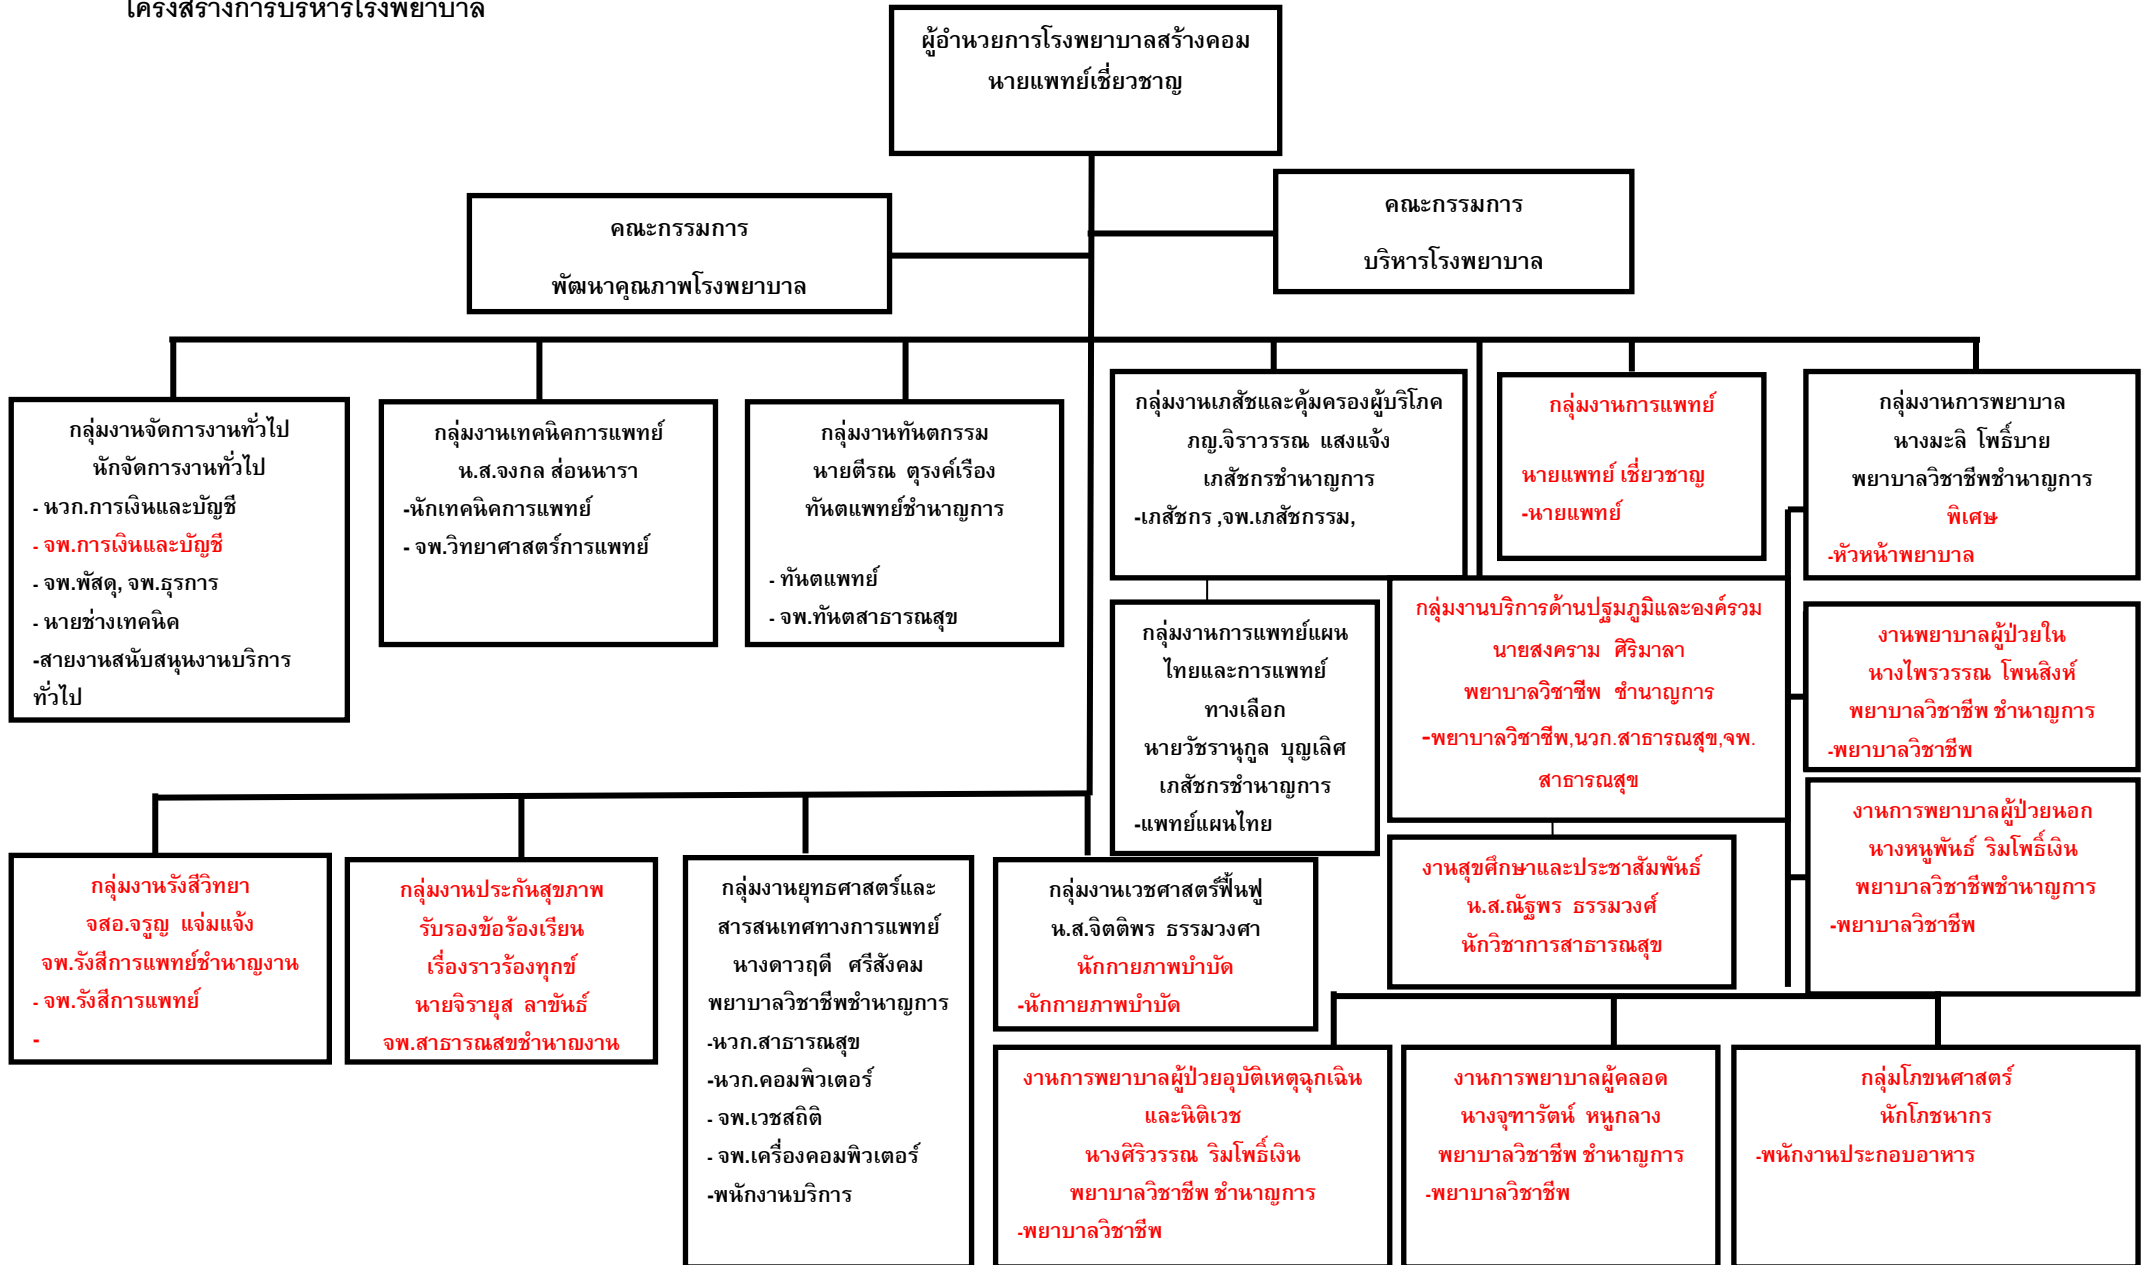 โครงสร้างการบริหารโรงพยาบาล
ผู้อำนวยการโรงพยาบาลสร้างคอม
นายแพทย์เชี่ยวชาญ
คณะกรรมการ
พัฒนาคุณภาพโรงพยาบาล
คณะกรรมการ
บริหารโรงพยาบาล
กลุ่มงานจัดการงานทั่วไป
นักจัดการงานทั่วไป
- นวก.การเงินและบัญชี
- จพ.การเงินและบัญชี
- จพ.พัสดุ, จพ.ธุรการ
- นายช่างเทคนิค
-สายงานสนับสนุนงานบริการ
ทั่วไป
กลุ่มงานเทคนิคการแพทย์
น.ส.จงกล ส่อนนารา
-นักเทคนิคการแพทย์
- จพ.วิทยาศาสตร์การแพทย์
กลุ่มงานทันตกรรม
นายตีรณ ตุรงค์เรือง
ทันตแพทย์ชำนาญการ
- ทันตแพทย์
- จพ.ทันตสาธารณสุข
กลุ่มงานเภสัชและคุ้มครองผู้บริโภค
ภญ.จิราวรรณ แสงแจ้ง
เภสัชกรชำนาญการ
-เภสัชกร ,จพ.เภสัชกรรม,
กลุ่มงานการแพทย์
นายแพทย์ เชี่ยวชาญ
-นายแพทย์
กลุ่มงานการพยาบาล
นางมะลิ โพธิ์บาย
พยาบาลวิชาชีพชำนาญการ
พิเศษ
-หัวหน้าพยาบาล
กลุ่มงานการแพทย์แผน
ไทยและการแพทย์
ทางเลือก
นายวัชรานุกูล บุญเลิศ
เภสัชกรชำนาญการ
-แพทย์แผนไทย
กลุ่มงานบริการด้านปฐมภูมิและองค์รวม
นายสงคราม ศิริมาลา
พยาบาลวิชาชีพ ชำนาญการ
-พยาบาลวิชาชีพ,นวก.สาธารณสุข,จพ.
สาธารณสุข
งานพยาบาลผู้ป่วยใน
นางไพรวรรณ โพนสิงห์
พยาบาลวิชาชีพ ชำนาญการ
-พยาบาลวิชาชีพ
งานการพยาบาลผู้ป่วยนอก
นางหนูพันธ์ ริมโพธิ์เงิน
พยาบาลวิชาชีพชำนาญการ
-พยาบาลวิชาชีพ
งานสุขศึกษาและประชาสัมพันธ์
น.ส.ณัฐพร ธรรมวงศ์
นักวิชาการสาธารณสุข
กลุ่มงานรังสีวิทยา
จสอ.จรูญ แจ่มแจ้ง
จพ.รังสีการแพทย์ชำนาญงาน
- จพ.รังสีการแพทย์
-
กลุ่มงานประกันสุขภาพ
รับรองข้อร้องเรียน
เรื่องราวร้องทุกข์
นายจิรายุส ลาขันธ์
จพ.สาธารณสุขชำนาญงาน
กลุ่มงานยุทธศาสตร์และ
สารสนเทศทางการแพทย์
นางดาวฤดี ศรีสังคม
พยาบาลวิชาชีพชำนาญการ
-นวก.สาธารณสุข
-นวก.คอมพิวเตอร์
- จพ.เวชสถิติ
- จพ.เครื่องคอมพิวเตอร์
-พนักงานบริการ
กลุ่มงานเวชศาสตร์ฟื้นฟู
น.ส.จิตติพร ธรรมวงศา
นักกายภาพบำบัด
-นักกายภาพบำบัด
งานการพยาบาลผู้ป่วยอุบัติเหตุฉุกเฉิน
และนิติเวช
นางศิริวรรณ ริมโพธิ์เงิน
พยาบาลวิชาชีพ ชำนาญการ
-พยาบาลวิชาชีพ
งานการพยาบาลผู้คลอด
นางจุฑารัตน์ หนูกลาง
พยาบาลวิชาชีพ ชำนาญการ
-พยาบาลวิชาชีพ
กลุ่มโภขนศาสตร์
นักโภชนากร
-พนักงานประกอบอาหาร